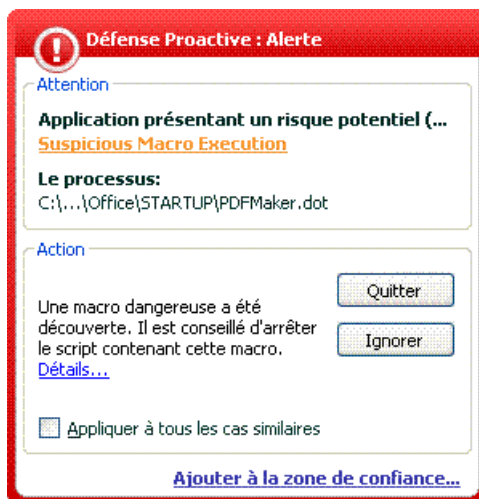 Défense Proactive : Alerte
Attention
Application présentant un risque potentiel (...
Suspicious Macro Execution
Le processus:
C:\...\Office\STARTUP\PDFMaker.dot
Action
Une macro dangereuse a été
découverte. Il est conseillé d'arrêter
le script contenant cette macro.
Détails...
Quitter
Ignorer
Appliquer à tous les cas similaires
Ajouter à la zone de confiance...